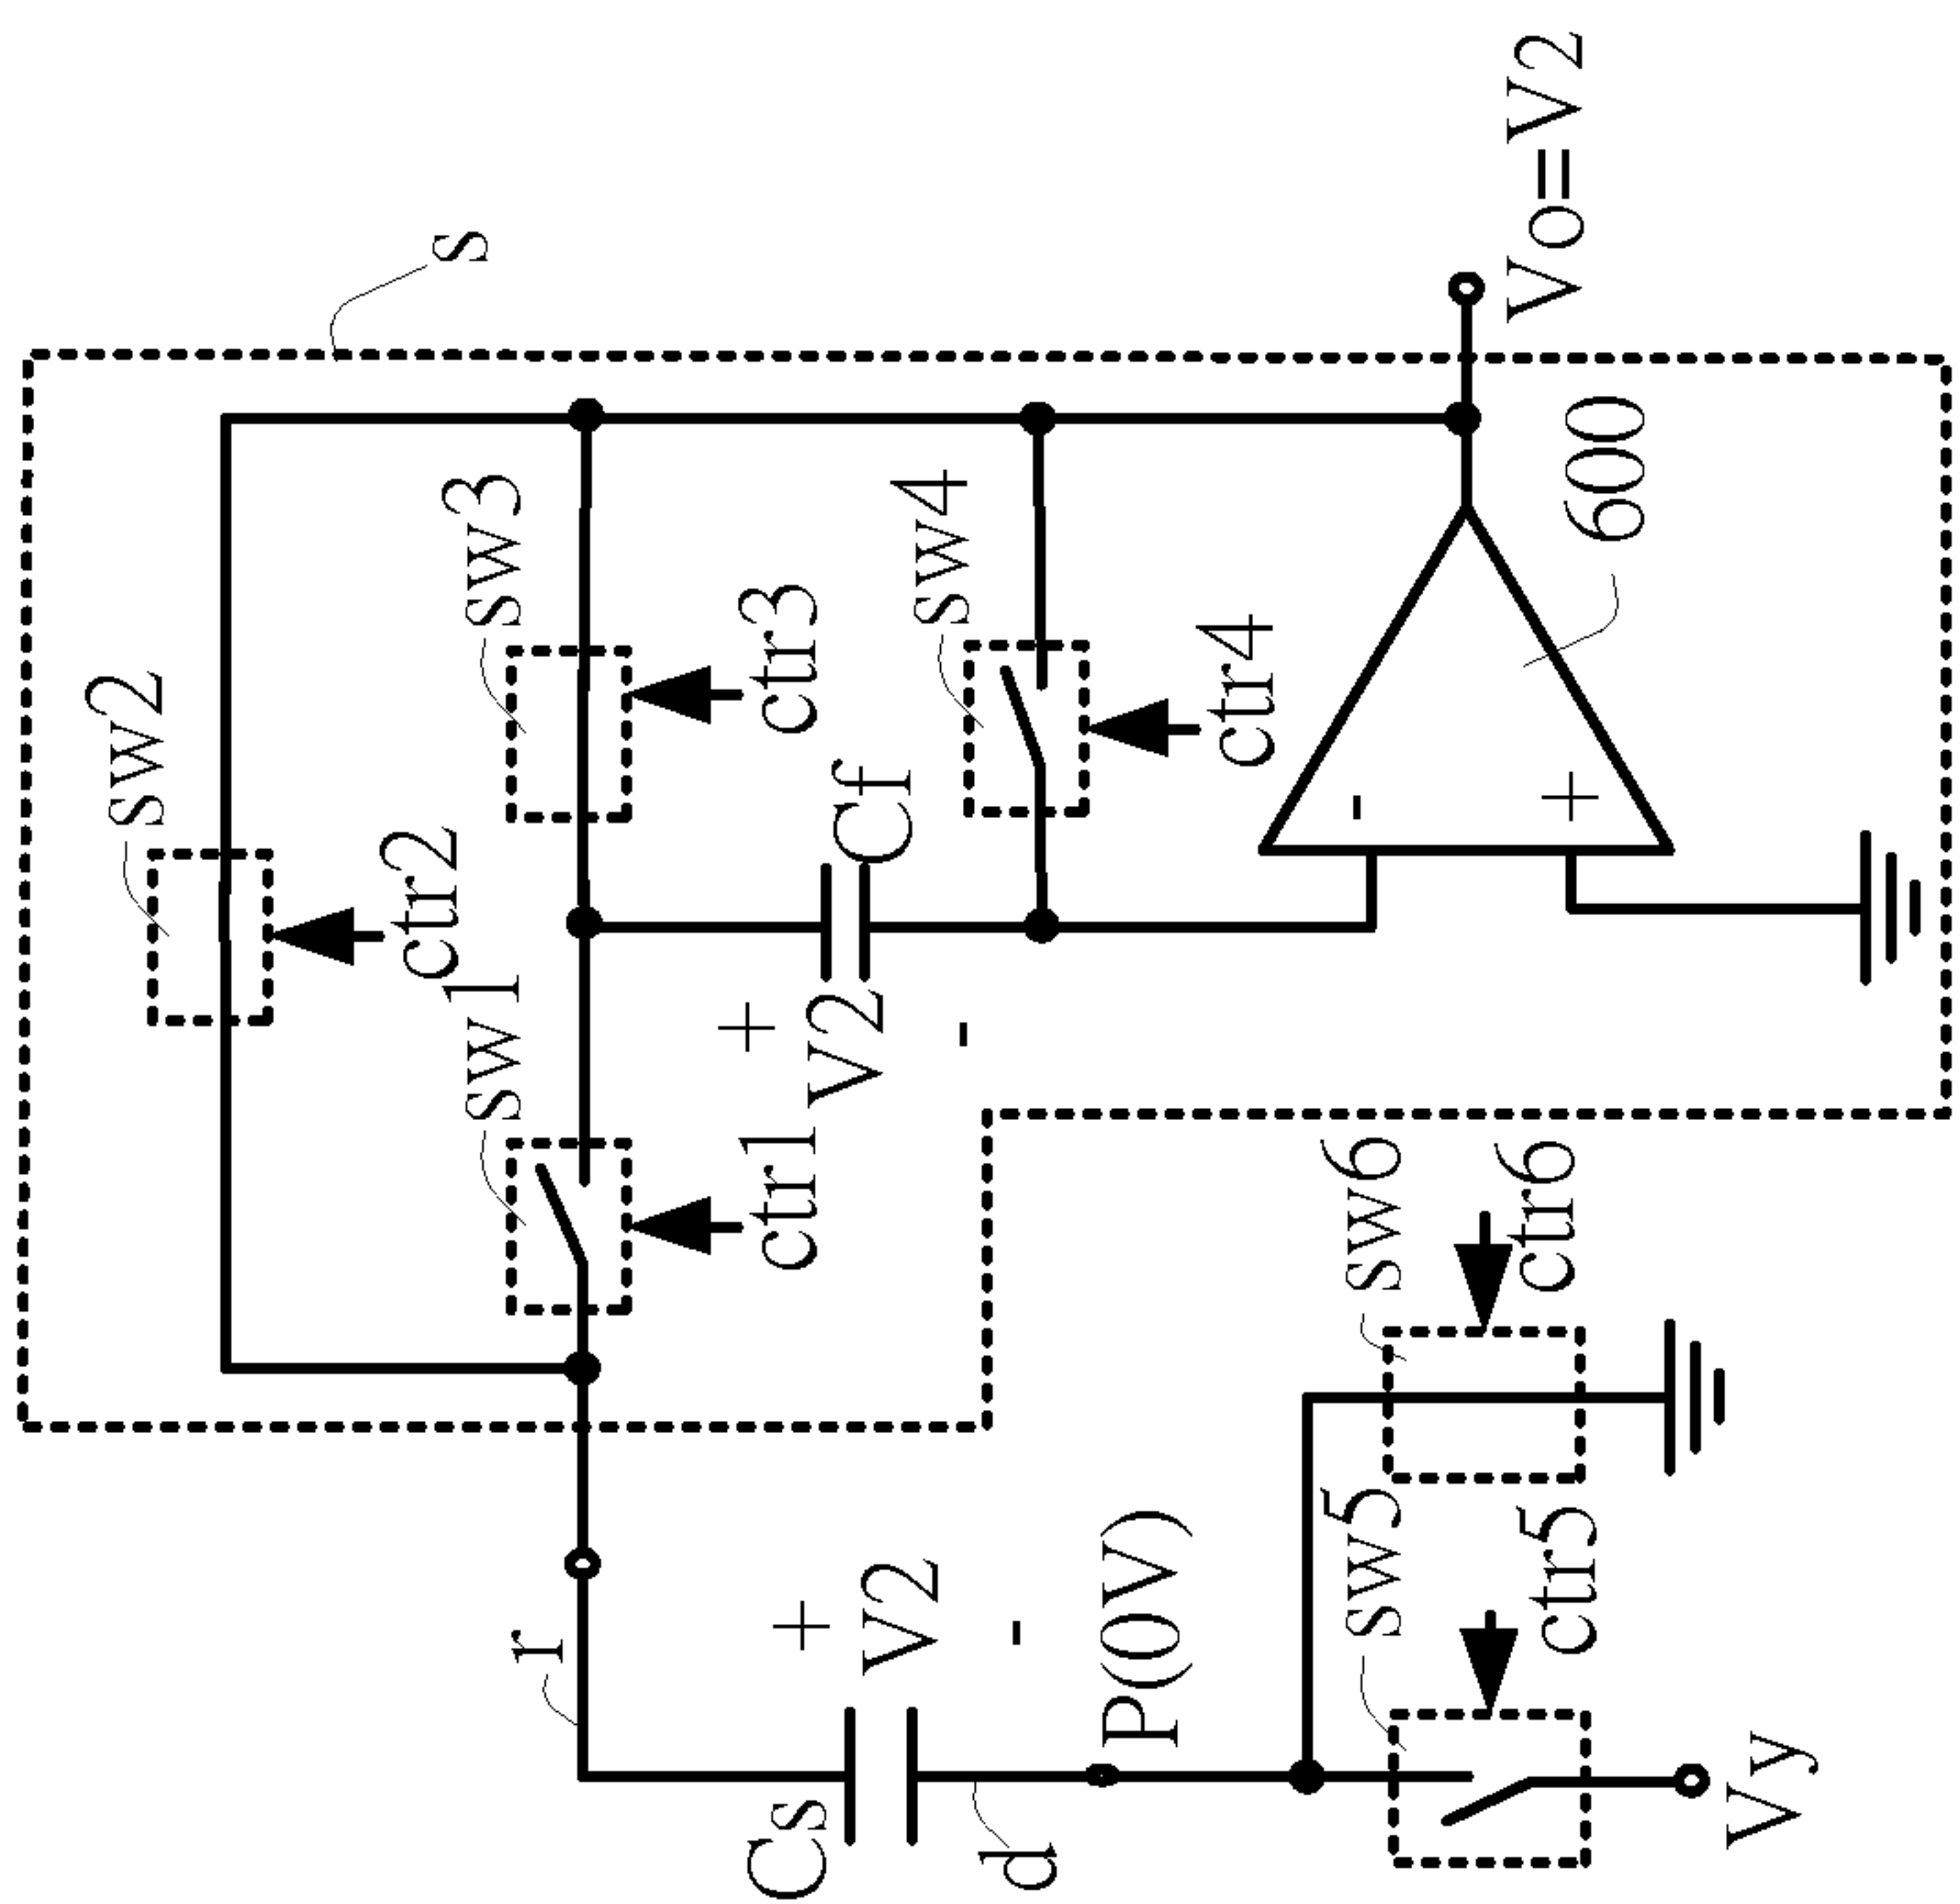 s
sw2
ctr2
sw3
ctr3
sw1
ctr1
+
V2
-
Cf
sw4
ctr4
-
+
600
Vo=V2
r
Cs
+
V2
-
d
P(0V)
sw5
ctr5
sw6
ctr6
Vy